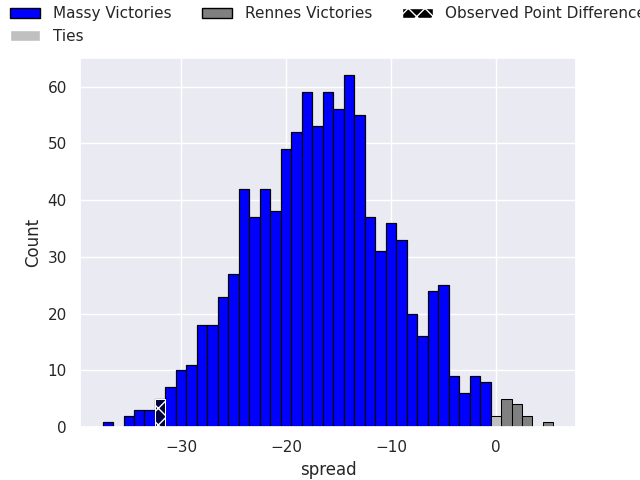 Massy Victories Rennes Victories Observed Point Difference
Ties
60
50
40
30
20
10
0
Count
−30 −20 −10 0
spread